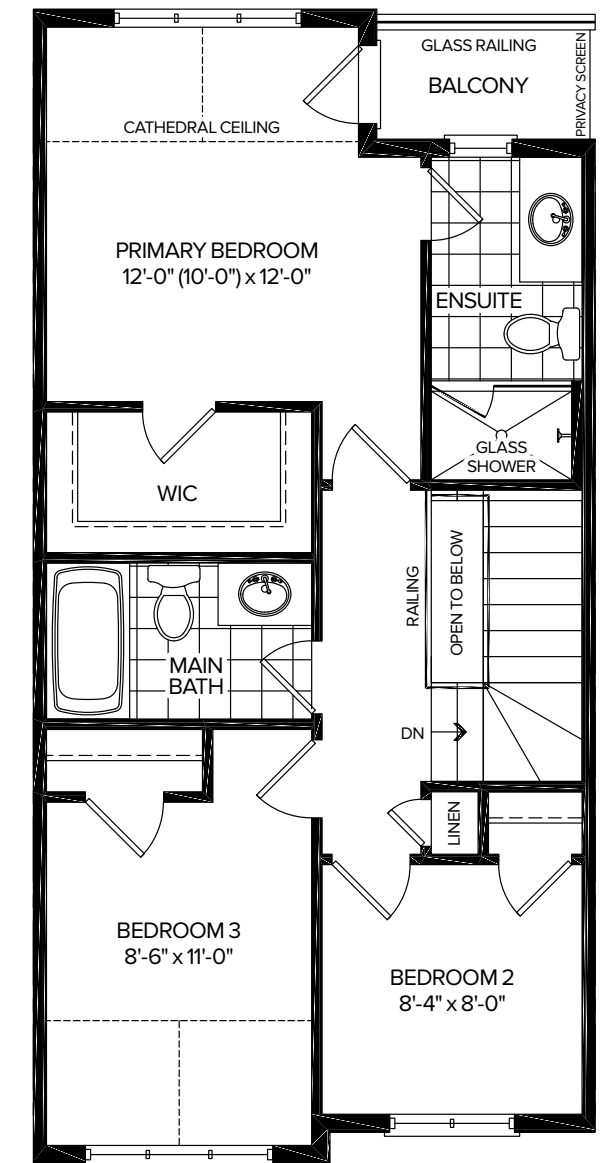 GLASS RAILING
BALCONY
PRIVACY SCREEN
CATHEDRAL CEILING
PRIMARY BEDROOM
12'-0" (10'-0") x 12'-0"
ENSUITE
GLASS
SHOWER
WIC
RAILING
OPEN TO BELOW
MAIN
BATH
DN
LINEN
BEDROOM 3
8'-6" x 11'-0"
BEDROOM 2
8'-4" x 8'-0"